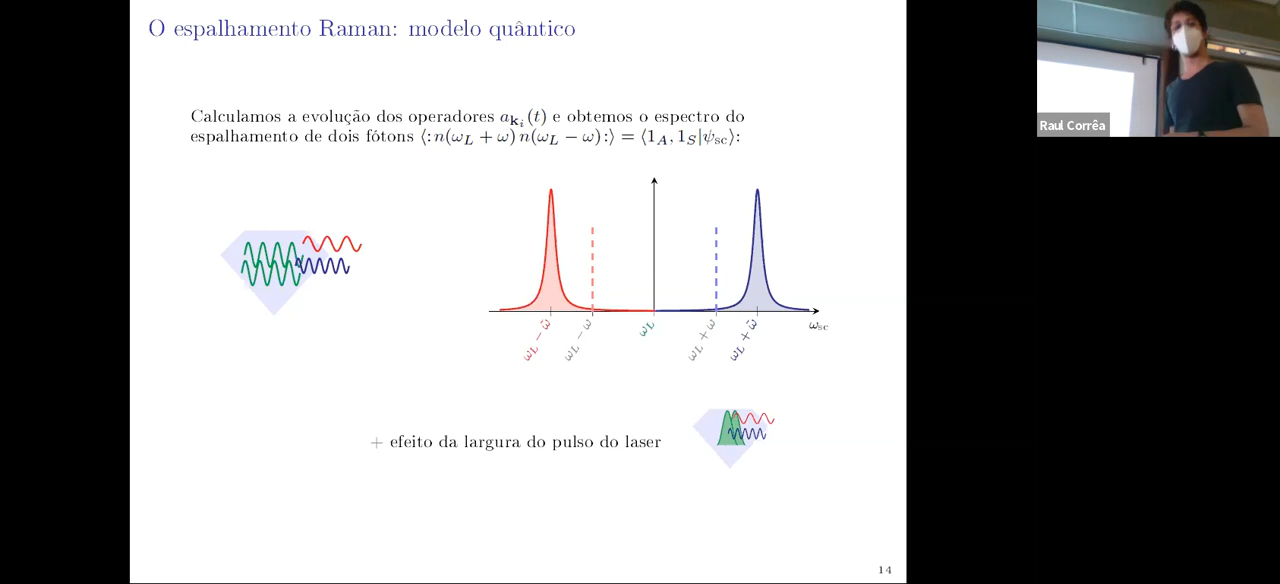 O espalhamento Raman: modelo quântico
Raul Corrêa
Calculamos a evolução dos operadores a_{𝐤_i}(t) e obtemos o espectro do
espalhamento de dois fótons ⟨:n(ω_L + ω) n(ω_L − ω):⟩ = ⟨1_A, 1_S|ψ_sc⟩:
ω_L − ω̃
ω_L − ω
ω_L
ω_L + ω
ω_L + ω̃
ω_sc
+ efeito da largura do pulso do laser
14